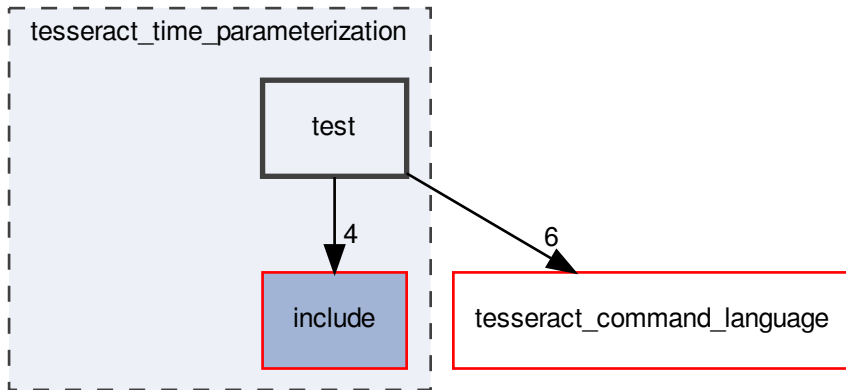 tesseract_time_parameterization
test
4
6
include
tesseract_command_language